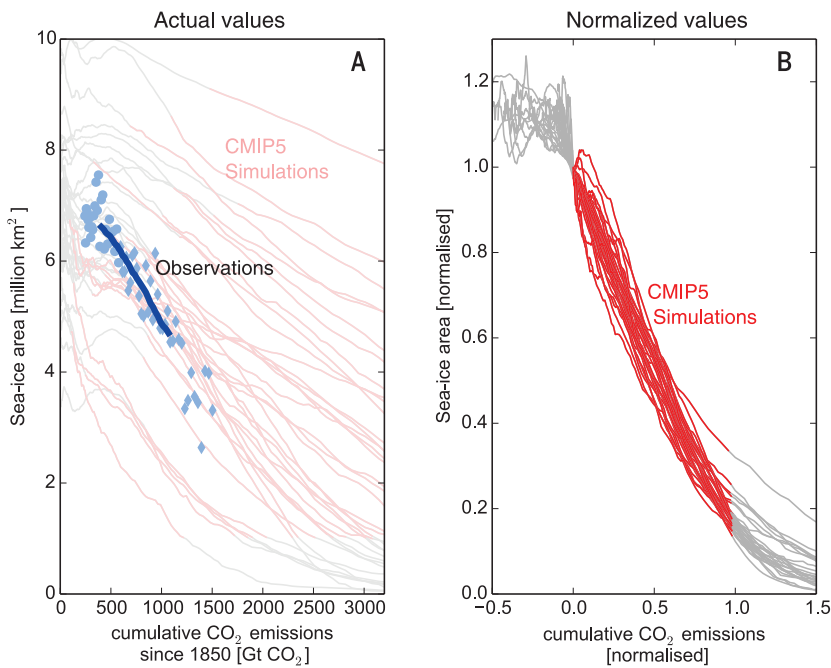 Actual values
Normalized values
A
B
CMIP5
Simulations
Observations
CMIP5
Simulations
Sea-ice area [million km²]
10
8
6
4
2
0
0 500 1000 1500 2000 2500 3000
cumulative CO₂ emissions
since 1850 [Gt CO₂]
Sea-ice area [normalised]
1.2
1.0
0.8
0.6
0.4
0.2
0.0
−0.5 0.0 0.5 1.0 1.5
cumulative CO₂ emissions
[normalised]